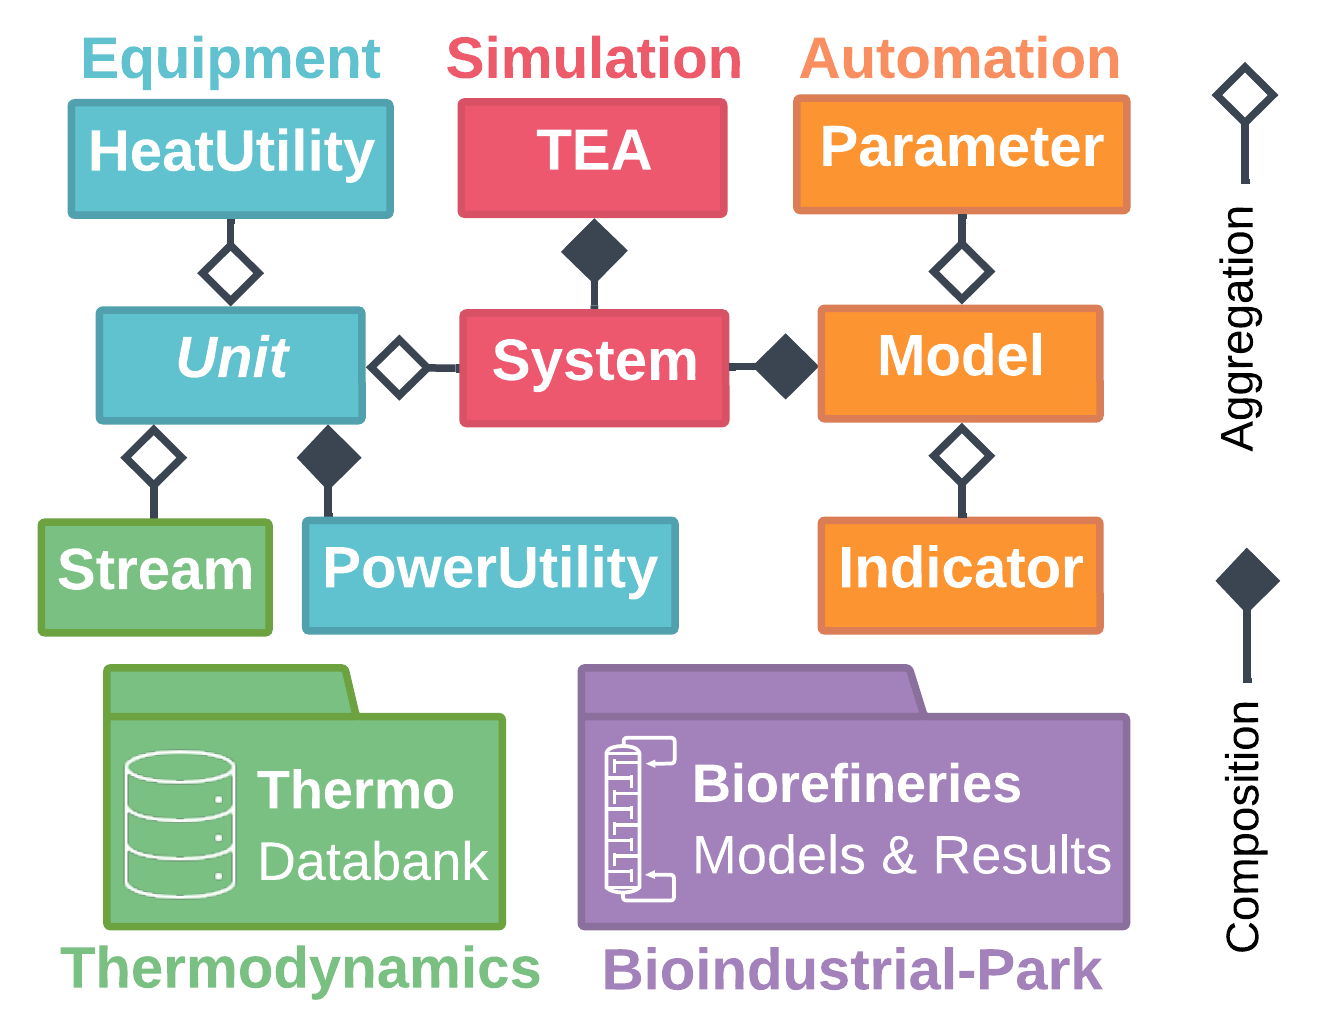 Equipment
Simulation
Automation
HeatUtility
TEA
Parameter
Unit
System
Model
Stream
PowerUtility
Indicator
Thermo
Databank
Biorefineries
Models & Results
Thermodynamics
Bioindustrial-Park
Aggregation
Composition